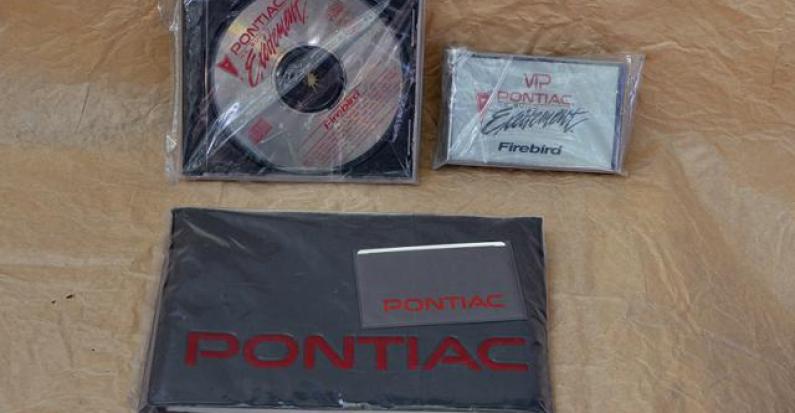 PONTIAC
Excitement
Firebird
VIP
PONTIAC
Excitement
Firebird
PONTIAC
PONTIAC